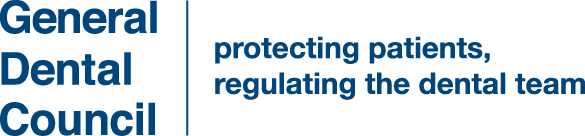 General
Dental
Council
protecting patients,
regulating the dental team